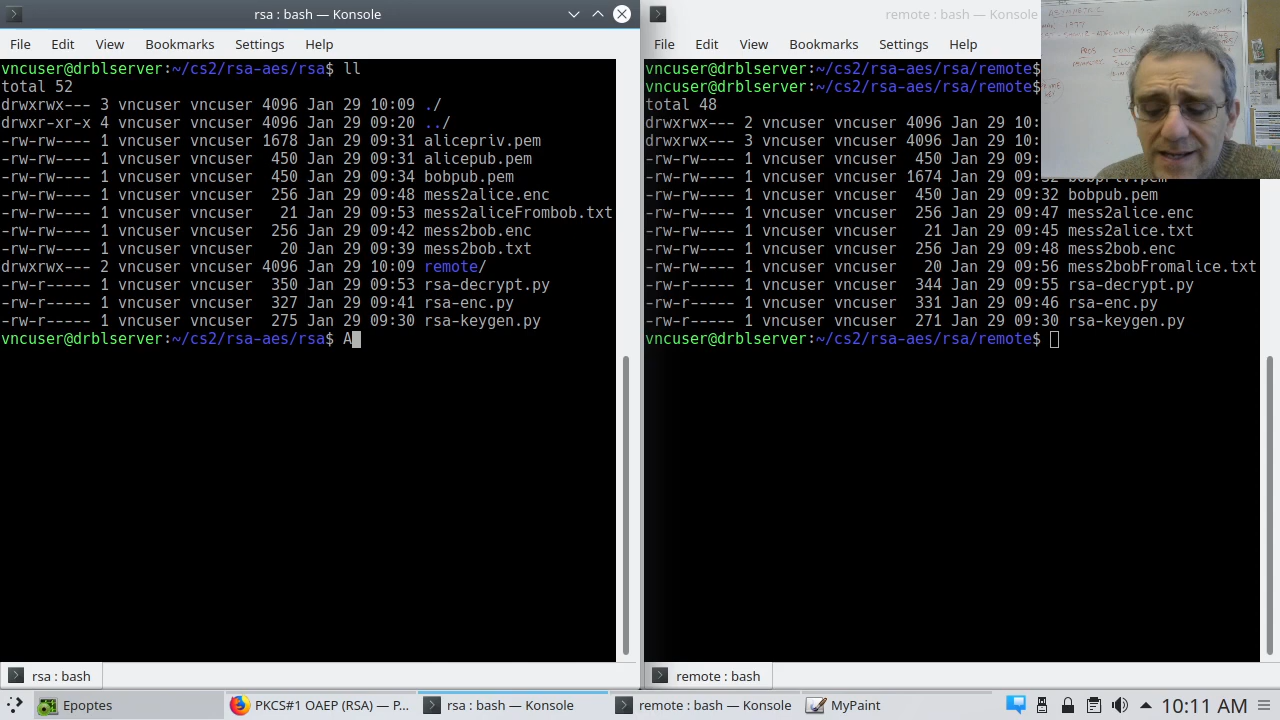 rsa : bash — Konsole
File Edit View Bookmarks Settings Help
vncuser@drblserver:~/cs2/rsa-aes/rsa$ ll
total 52
drwxrwx--- 3 vncuser vncuser 4096 Jan 29 10:09 ./
drwxr-xr-x 4 vncuser vncuser 4096 Jan 29 09:20 ../
-rw-rw---- 1 vncuser vncuser 1678 Jan 29 09:31 alicepriv.pem
-rw-rw---- 1 vncuser vncuser 450 Jan 29 09:31 alicepub.pem
-rw-rw---- 1 vncuser vncuser 450 Jan 29 09:34 bobpub.pem
-rw-rw---- 1 vncuser vncuser 256 Jan 29 09:48 mess2alice.enc
-rw-rw---- 1 vncuser vncuser 21 Jan 29 09:53 mess2aliceFrombob.txt
-rw-rw---- 1 vncuser vncuser 256 Jan 29 09:42 mess2bob.enc
-rw-rw---- 1 vncuser vncuser 20 Jan 29 09:39 mess2bob.txt
drwxrwx--- 2 vncuser vncuser 4096 Jan 29 10:09 remote/
-rw-rw---- 1 vncuser vncuser 350 Jan 29 09:53 rsa-decrypt.py
-rw-r----- 1 vncuser vncuser 327 Jan 29 09:41 rsa-enc.py
-rw-r----- 1 vncuser vncuser 275 Jan 29 09:30 rsa-keygen.py
vncuser@drblserver:~/cs2/rsa-aes/rsa$ A
rsa : bash
remote : bash — Konsole
File Edit View Bookmarks Settings Help
vncuser@drblserver:~/cs2/rsa-aes/rsa/remote$
vncuser@drblserver:~/cs2/rsa-aes/rsa/remote$
total 48
drwxrwx--- 2 vncuser vncuser 4096 Jan 29 10:
drwxrwx--- 3 vncuser vncuser 4096 Jan 29 10:
-rw-rw---- 1 vncuser vncuser 450 Jan 29 09:
-rw-rw---- 1 vncuser vncuser 1674 Jan 29 09:32 bobpriv.pem
-rw-rw---- 1 vncuser vncuser 450 Jan 29 09:32 bobpub.pem
-rw-rw---- 1 vncuser vncuser 256 Jan 29 09:47 mess2alice.enc
-rw-rw---- 1 vncuser vncuser 21 Jan 29 09:45 mess2alice.txt
-rw-rw---- 1 vncuser vncuser 256 Jan 29 09:48 mess2bob.enc
-rw-rw---- 1 vncuser vncuser 20 Jan 29 09:56 mess2bobFromalice.txt
-rw-r----- 1 vncuser vncuser 344 Jan 29 09:55 rsa-decrypt.py
-rw-r----- 1 vncuser vncuser 331 Jan 29 09:46 rsa-enc.py
-rw-r----- 1 vncuser vncuser 271 Jan 29 09:30 rsa-keygen.py
vncuser@drblserver:~/cs2/rsa-aes/rsa/remote$
remote : bash
PROS CONS
Epoptes
PKCS#1 OAEP (RSA) — P...
rsa : bash — Konsole
remote : bash — Konsole
MyPaint
10:11 AM